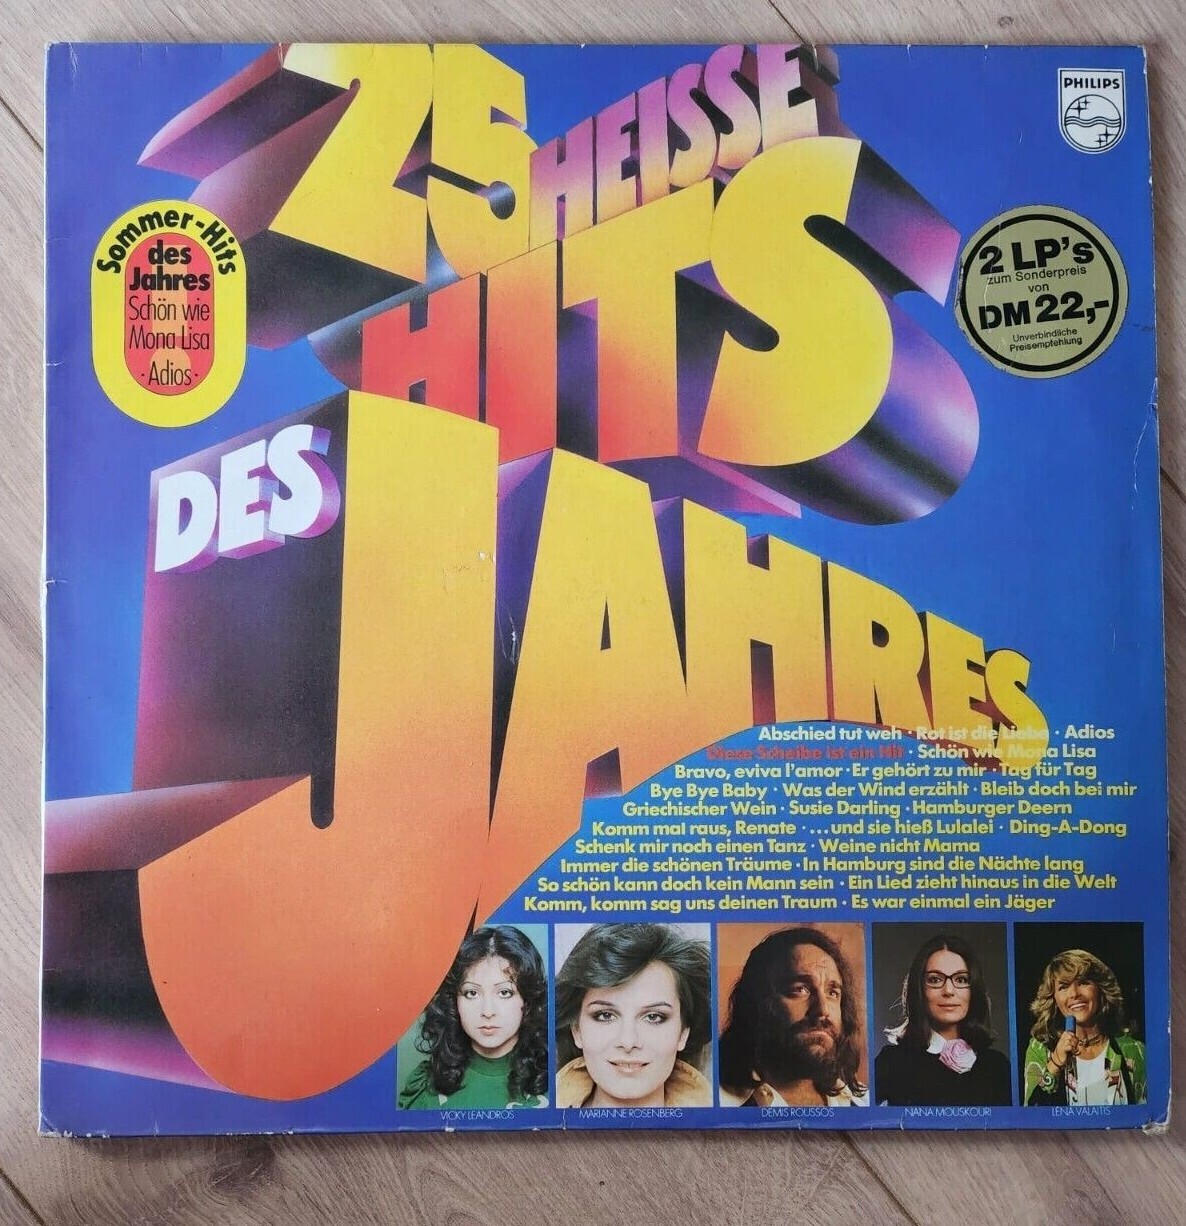 25 HEISSE
HITS
DES
JAHRES
PHILIPS
Sommer-Hits
des
Jahres
Schön wie
Mona Lisa
·Adios·
2 LP's
zum Sonderpreis
von
DM 22,-
Unverbindliche
Preisempfehlung
Abschied tut weh · Rot ist die Liebe · Adios
Diese Scheibe ist ein Hit · Schön wie Mona Lisa
Bravo, eviva l'amor · Er gehört zu mir · Tag für Tag
Bye Bye Baby · Was der Wind erzählt · Bleib doch bei mir
Griechischer Wein · Susie Darling · Hamburger Deern
Komm mal raus, Renate · ...und sie hieß Lulalei · Ding-A-Dong
Schenk mir noch einen Tanz · Weine nicht Mama
Immer die schönen Träume · In Hamburg sind die Nächte lang
So schön kann doch kein Mann sein · Ein Lied zieht hinaus in die Welt
Komm, komm sag uns deinen Traum · Es war einmal ein Jäger
VICKY LEANDROS
MARIANNE ROSENBERG
DEMIS ROUSSOS
NANA MOUSKOURI
LENA VALAITIS